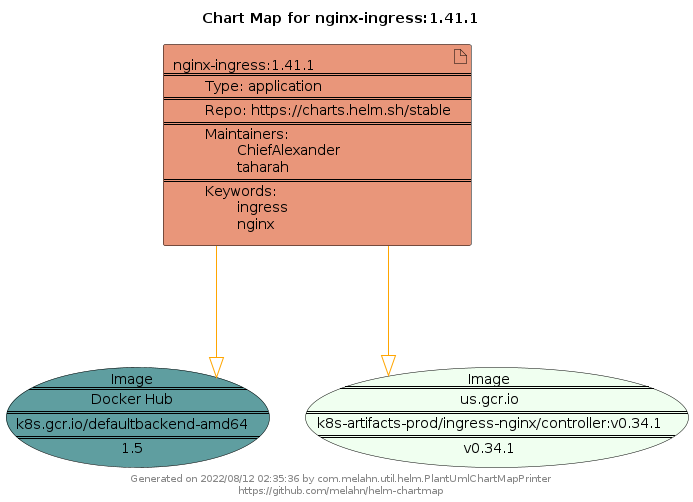 Chart Map for nginx-ingress:1.41.1
nginx-ingress:1.41.1
Type: application
Repo: https://charts.helm.sh/stable
Maintainers:
ChiefAlexander
taharah
Keywords:
ingress
nginx
Image
Docker Hub
k8s.gcr.io/defaultbackend-amd64
1.5
Image
us.gcr.io
k8s-artifacts-prod/ingress-nginx/controller:v0.34.1
v0.34.1
Generated on 2022/08/12 02:35:36 by com.melahn.util.helm.PlantUmlChartMapPrinter
https://github.com/melahn/helm-chartmap